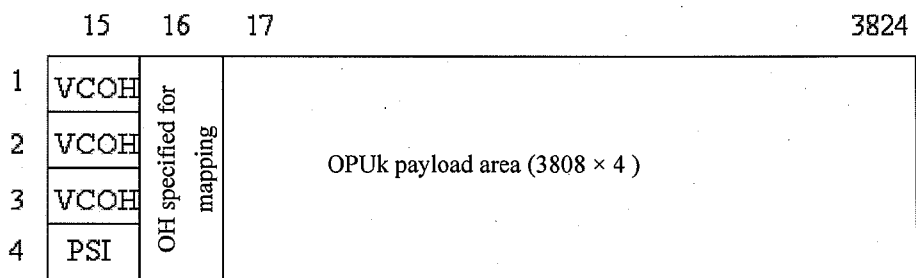 15 16 17 3824
1 VCOH
2 VCOH
3 VCOH
4 PSI
OH specified for
mapping
OPUk payload area (3808 × 4 )